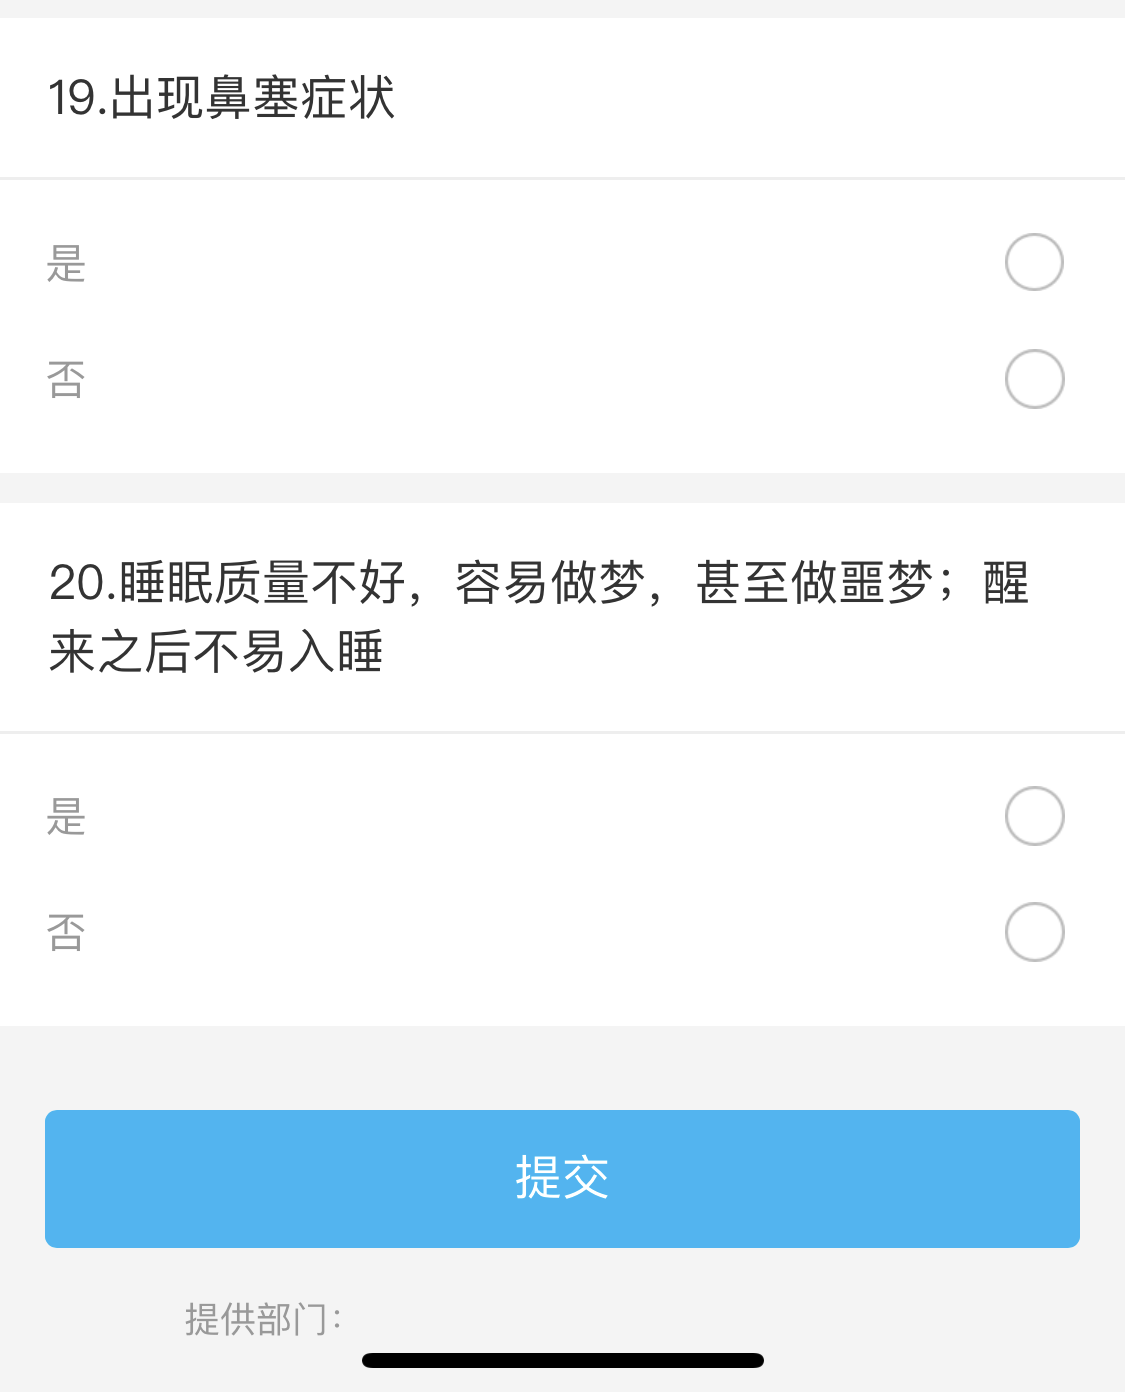 19.出现鼻塞症状
是
否
20.睡眠质量不好，容易做梦，甚至做噩梦；醒
来之后不易入睡
是
否
提交
提供部门：